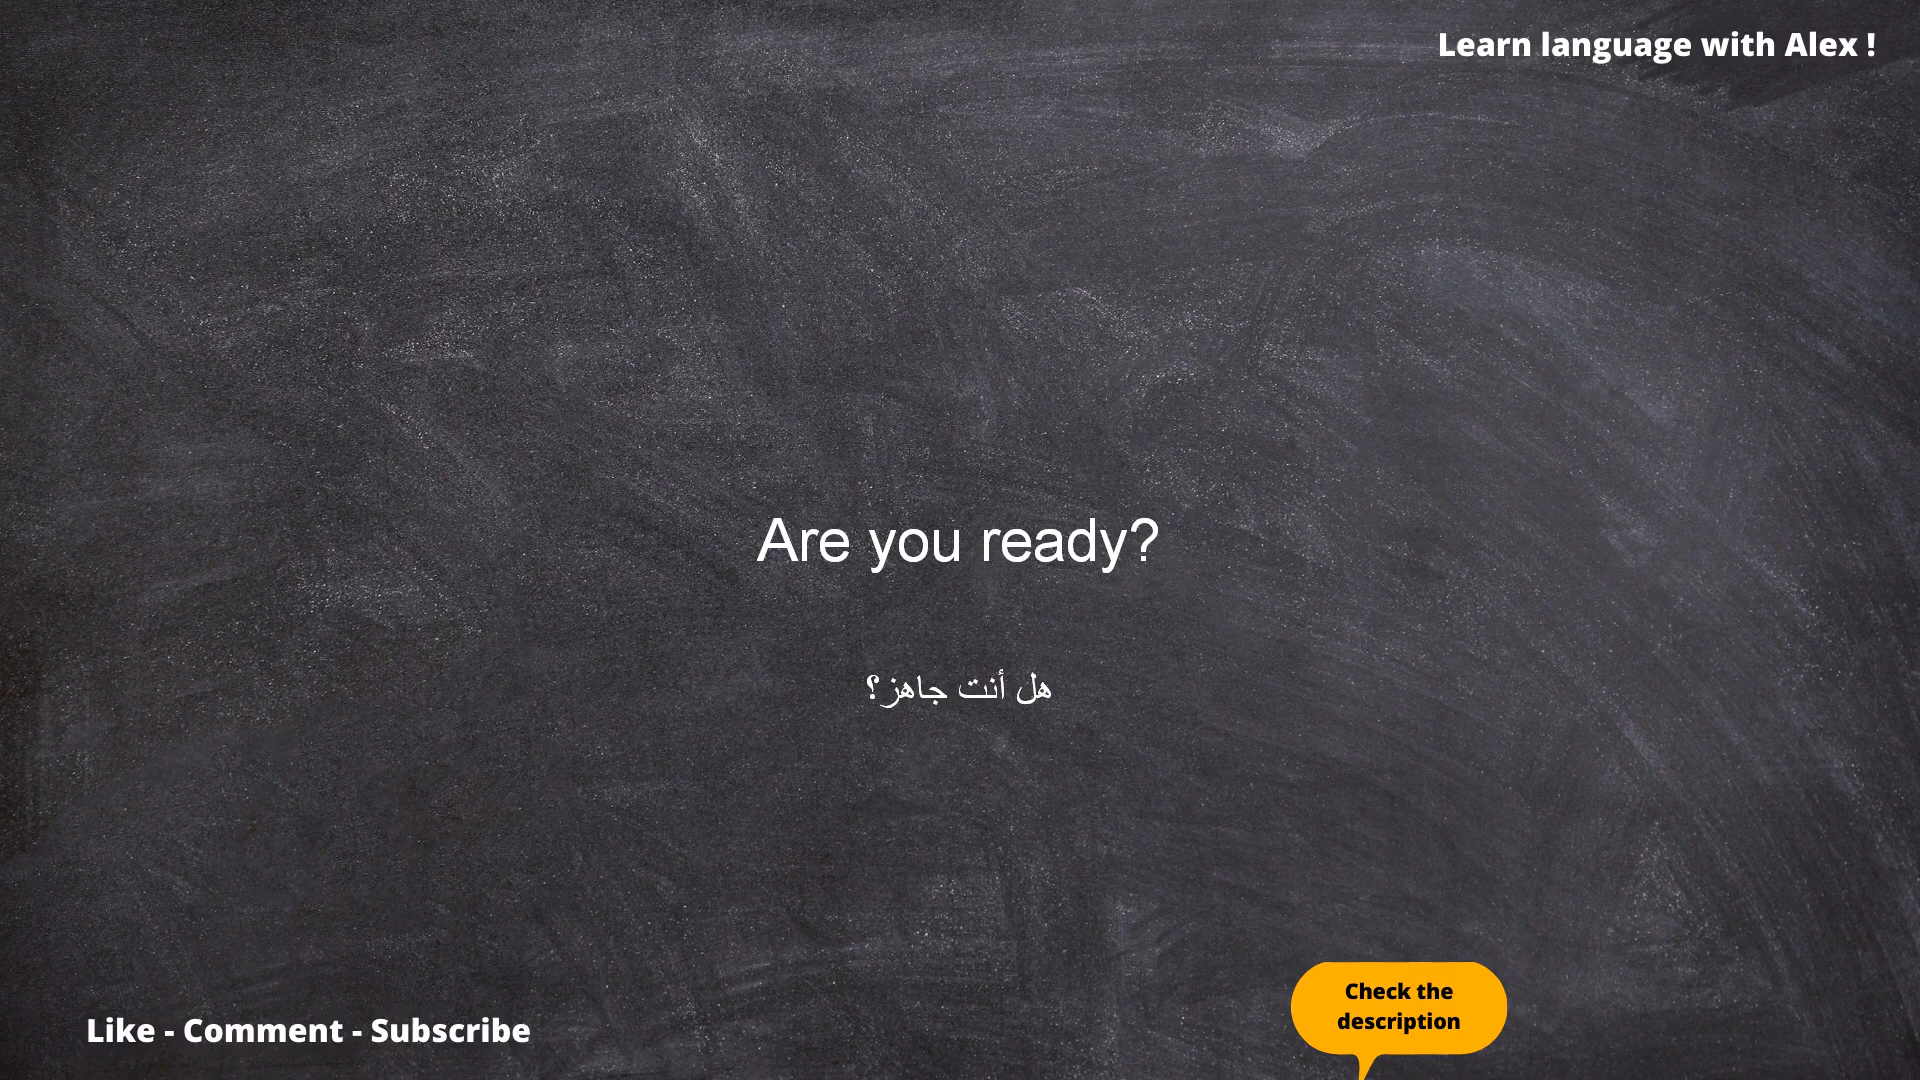 Learn language with Alex !
Are you ready?
هل أنت جاهز؟
Check the
description
Like - Comment - Subscribe